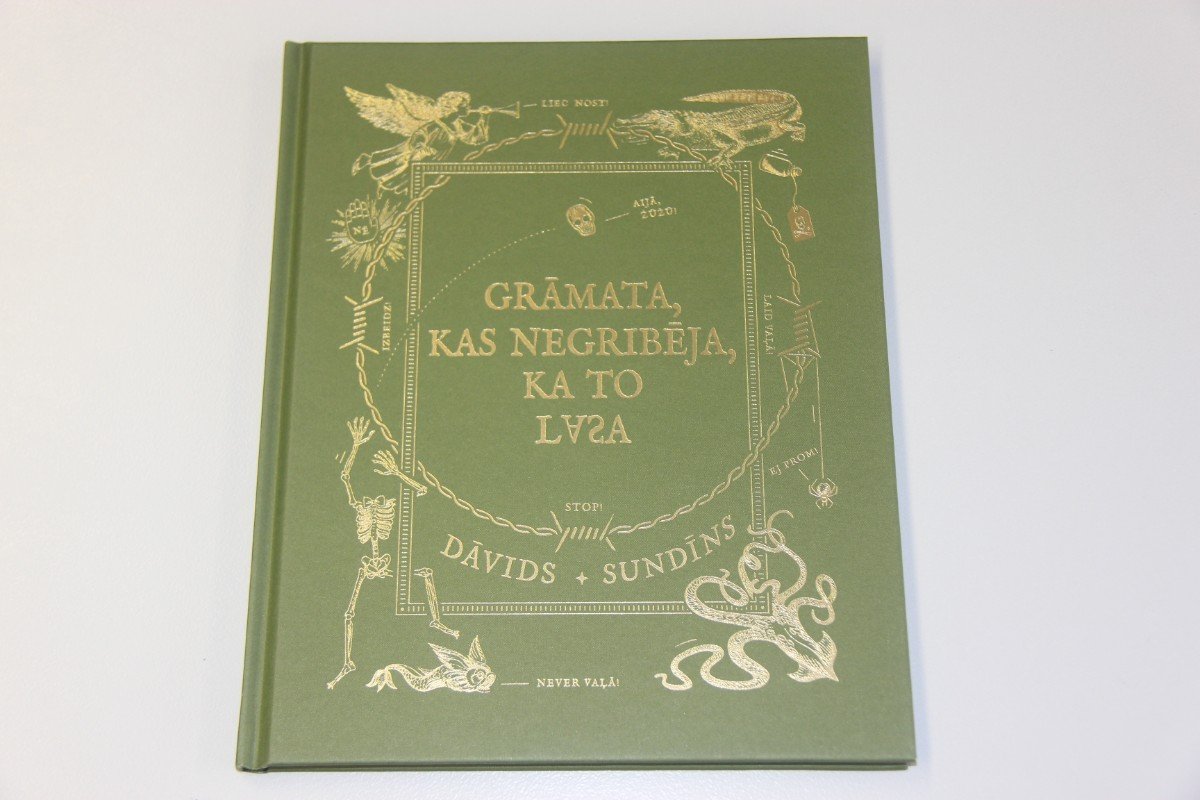 LIEC NOST!
AIJĀ,
ŽŪŽŪ!
NE
GRĀMATA,
KAS NEGRIBĒJA,
KA TO
LASA
IZBEIDZ!
LAID VAĻĀ!
EJ PROM!
STOP!
DĀVIDS SUNDĪNS
NEVER VAĻĀ!